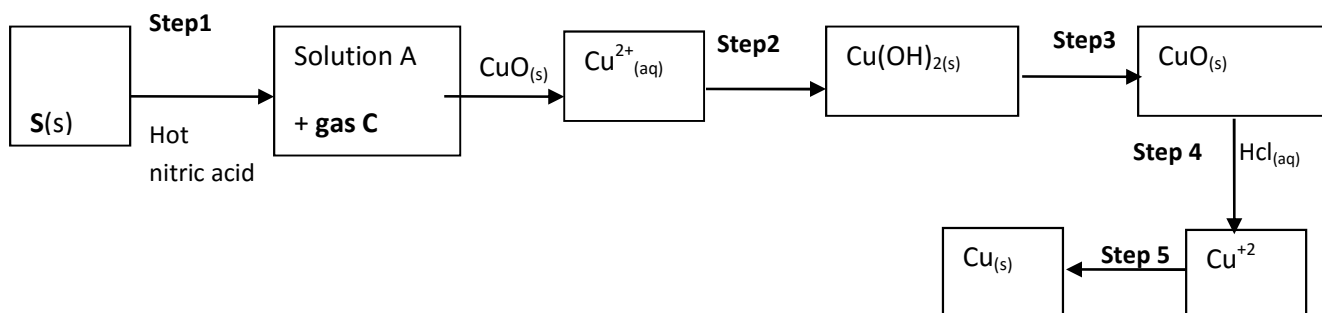 Step1
S(s)
Hot
nitric acid
Solution A
+ gas C
CuO(s)
Cu2+(aq)
Step2
Cu(OH)2(s)
Step3
CuO(s)
Step 4
Hcl(aq)
Cu+2
Step 5
Cu(s)